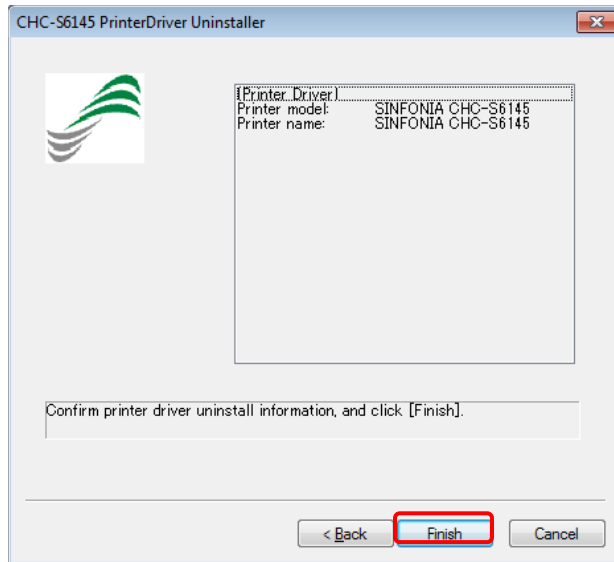 CHC-S6145 PrinterDriver Uninstaller
[Printer Driver]
Printer model: SINFONIA CHC-S6145
Printer name: SINFONIA CHC-S6145
Confirm printer driver uninstall information, and click [Finish].
< Back
Finish
Cancel